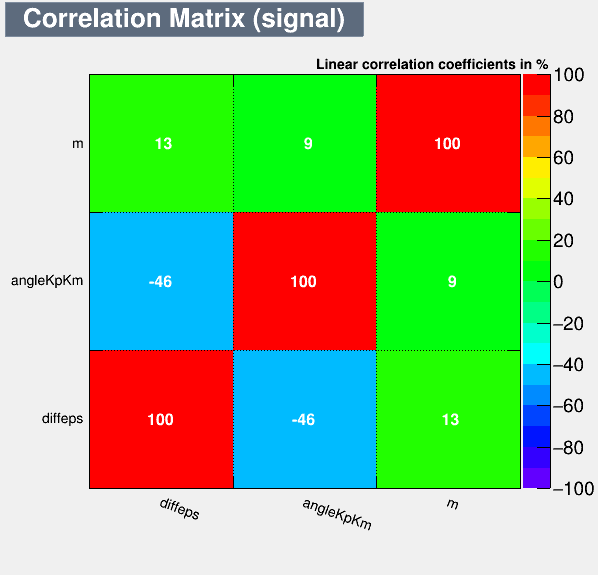 Correlation Matrix (signal)
Linear correlation coefficients in %
m
13
9
100
angleKpKm
-46
100
9
diffeps
100
-46
13
diffeps
angleKpKm
m
100
80
60
40
20
0
−20
−40
−60
−80
−100